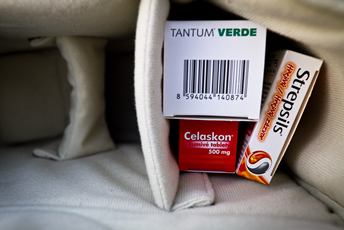 TANTUM® VERDE
8 594044 140874
Celaskon®
500 mg
Strepsils®